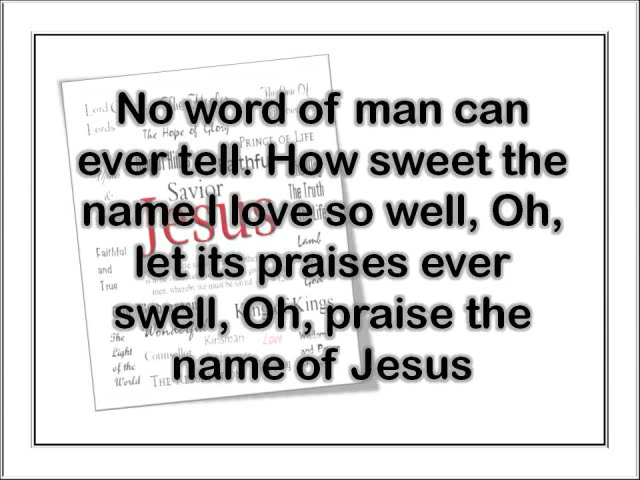 No word of man can
ever tell. How sweet the
name I love so well, Oh,
let its praises ever
swell, Oh, praise the
name of Jesus
Lord
Lords
The Hope of Glory
PRINCE OF LIFE
Savior
The Truth
Jesus
Lamb
Faithful
and
True
King of Kings
Kinsman
Love
The
Light
of the
World